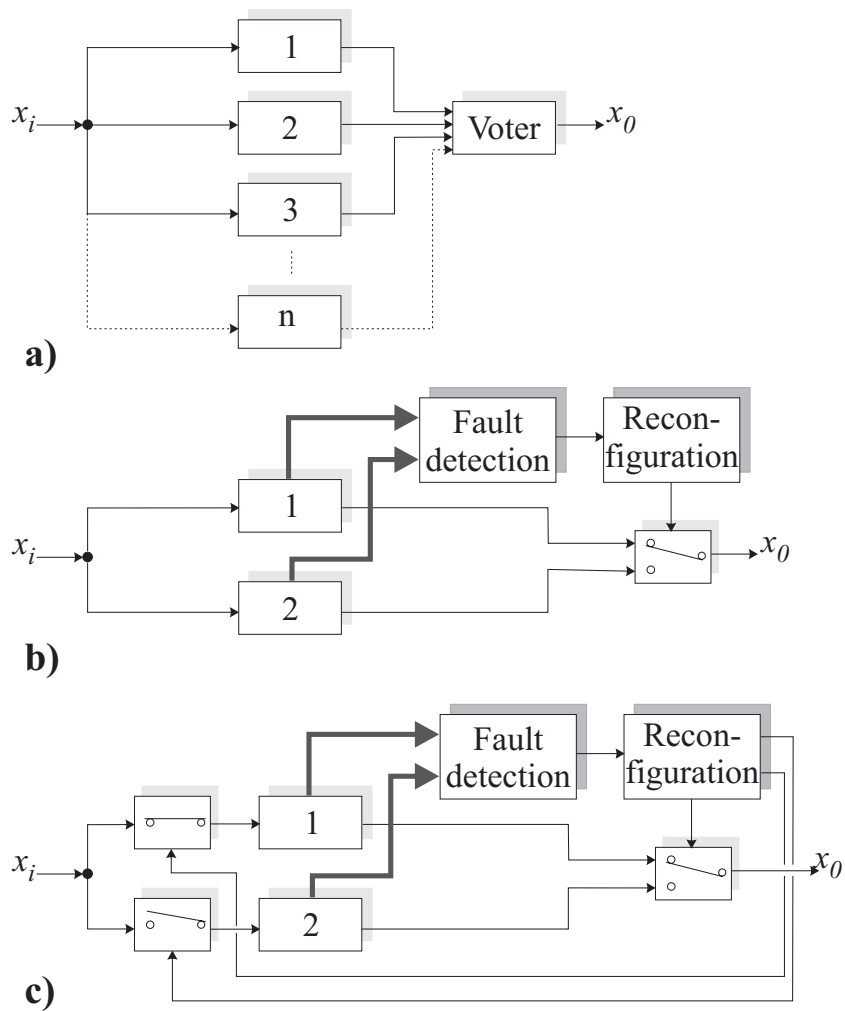 1
x_i
2
Voter
x_0
3
n
a)
Fault
detection
Recon-
figuration
1
x_i
x_0
2
b)
Fault
detection
Recon-
figuration
1
x_i
x_0
2
c)